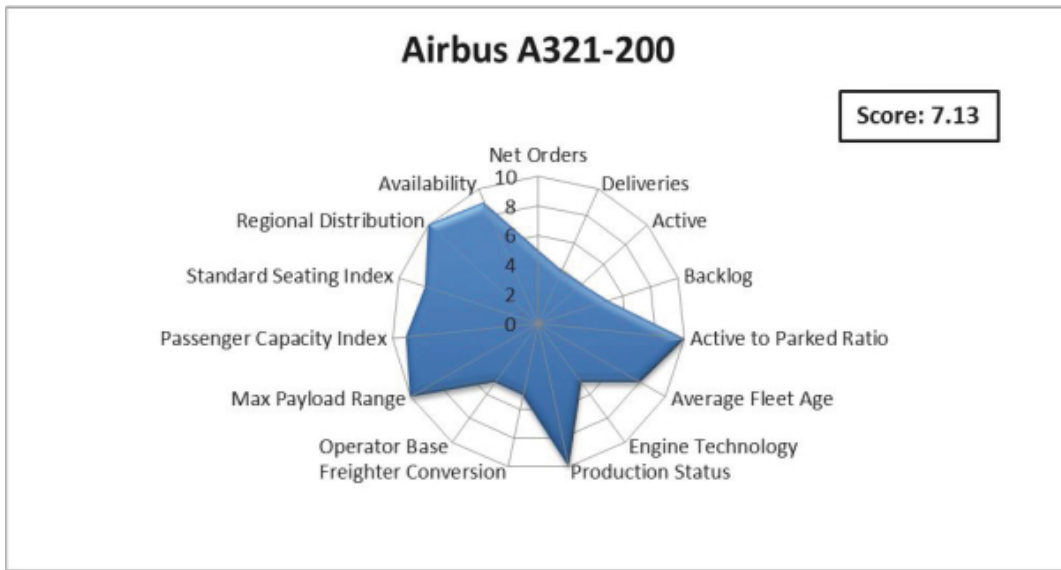 Airbus A321-200
Score: 7.13
Net Orders
Deliveries
Active
Backlog
Active to Parked Ratio
Average Fleet Age
Engine Technology
Production Status
Freighter Conversion
Operator Base
Max Payload Range
Passenger Capacity Index
Standard Seating Index
Regional Distribution
Availability
10
8
6
4
2
0